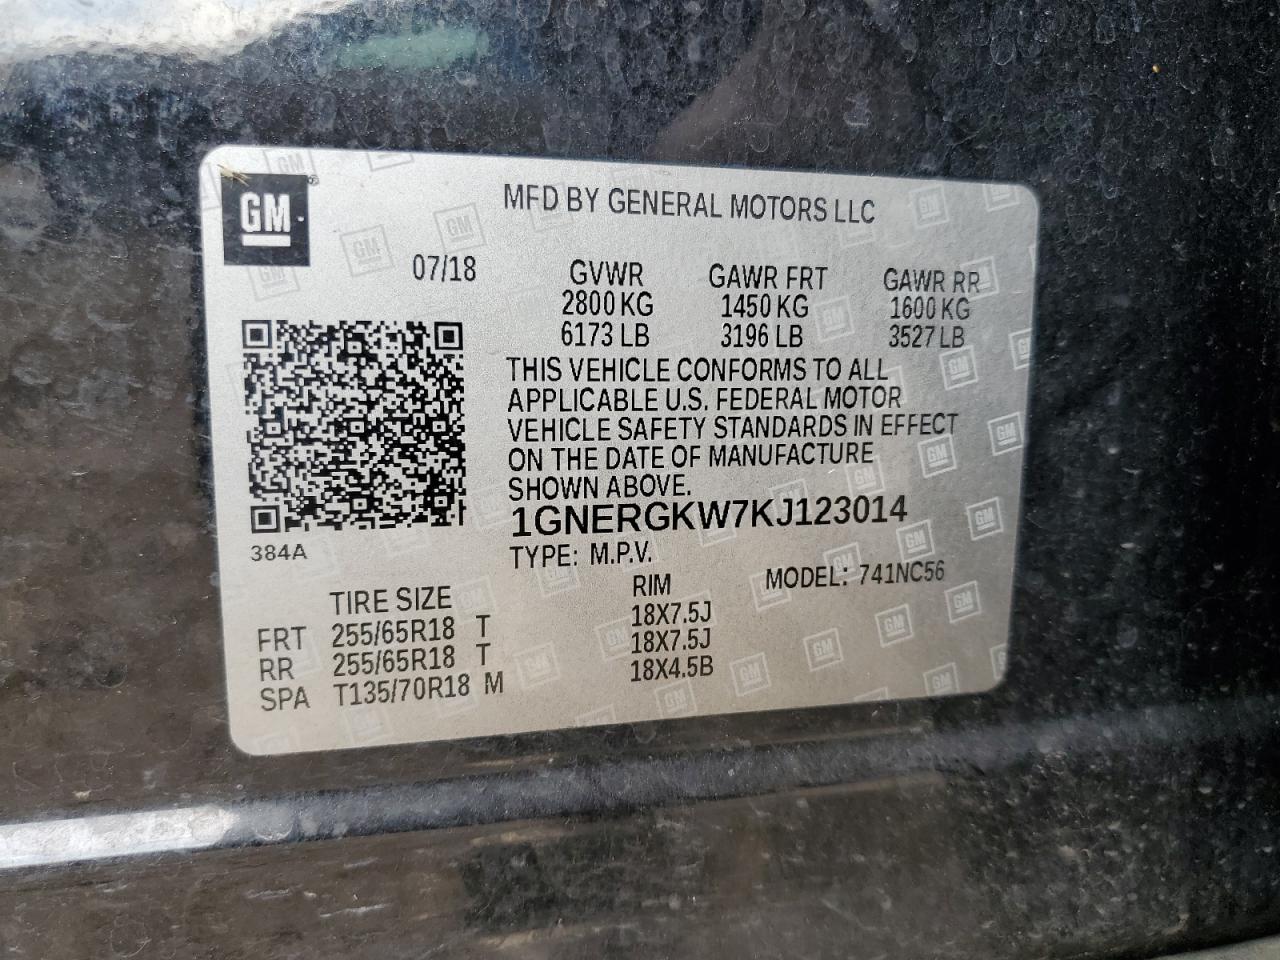 GM
MFD BY GENERAL MOTORS LLC
07/18 GVWR GAWR FRT GAWR RR
2800 KG 1450 KG 1600 KG
6173 LB 3196 LB 3527 LB
THIS VEHICLE CONFORMS TO ALL
APPLICABLE U.S. FEDERAL MOTOR
VEHICLE SAFETY STANDARDS IN EFFECT
ON THE DATE OF MANUFACTURE
SHOWN ABOVE.
1GNERGKW7KJ123014
384A
TYPE: M.P.V. MODEL: 741NC56
TIRE SIZE RIM
FRT 255/65R18 T 18X7.5J
RR 255/65R18 T 18X7.5J
SPA T135/70R18 M 18X4.5B